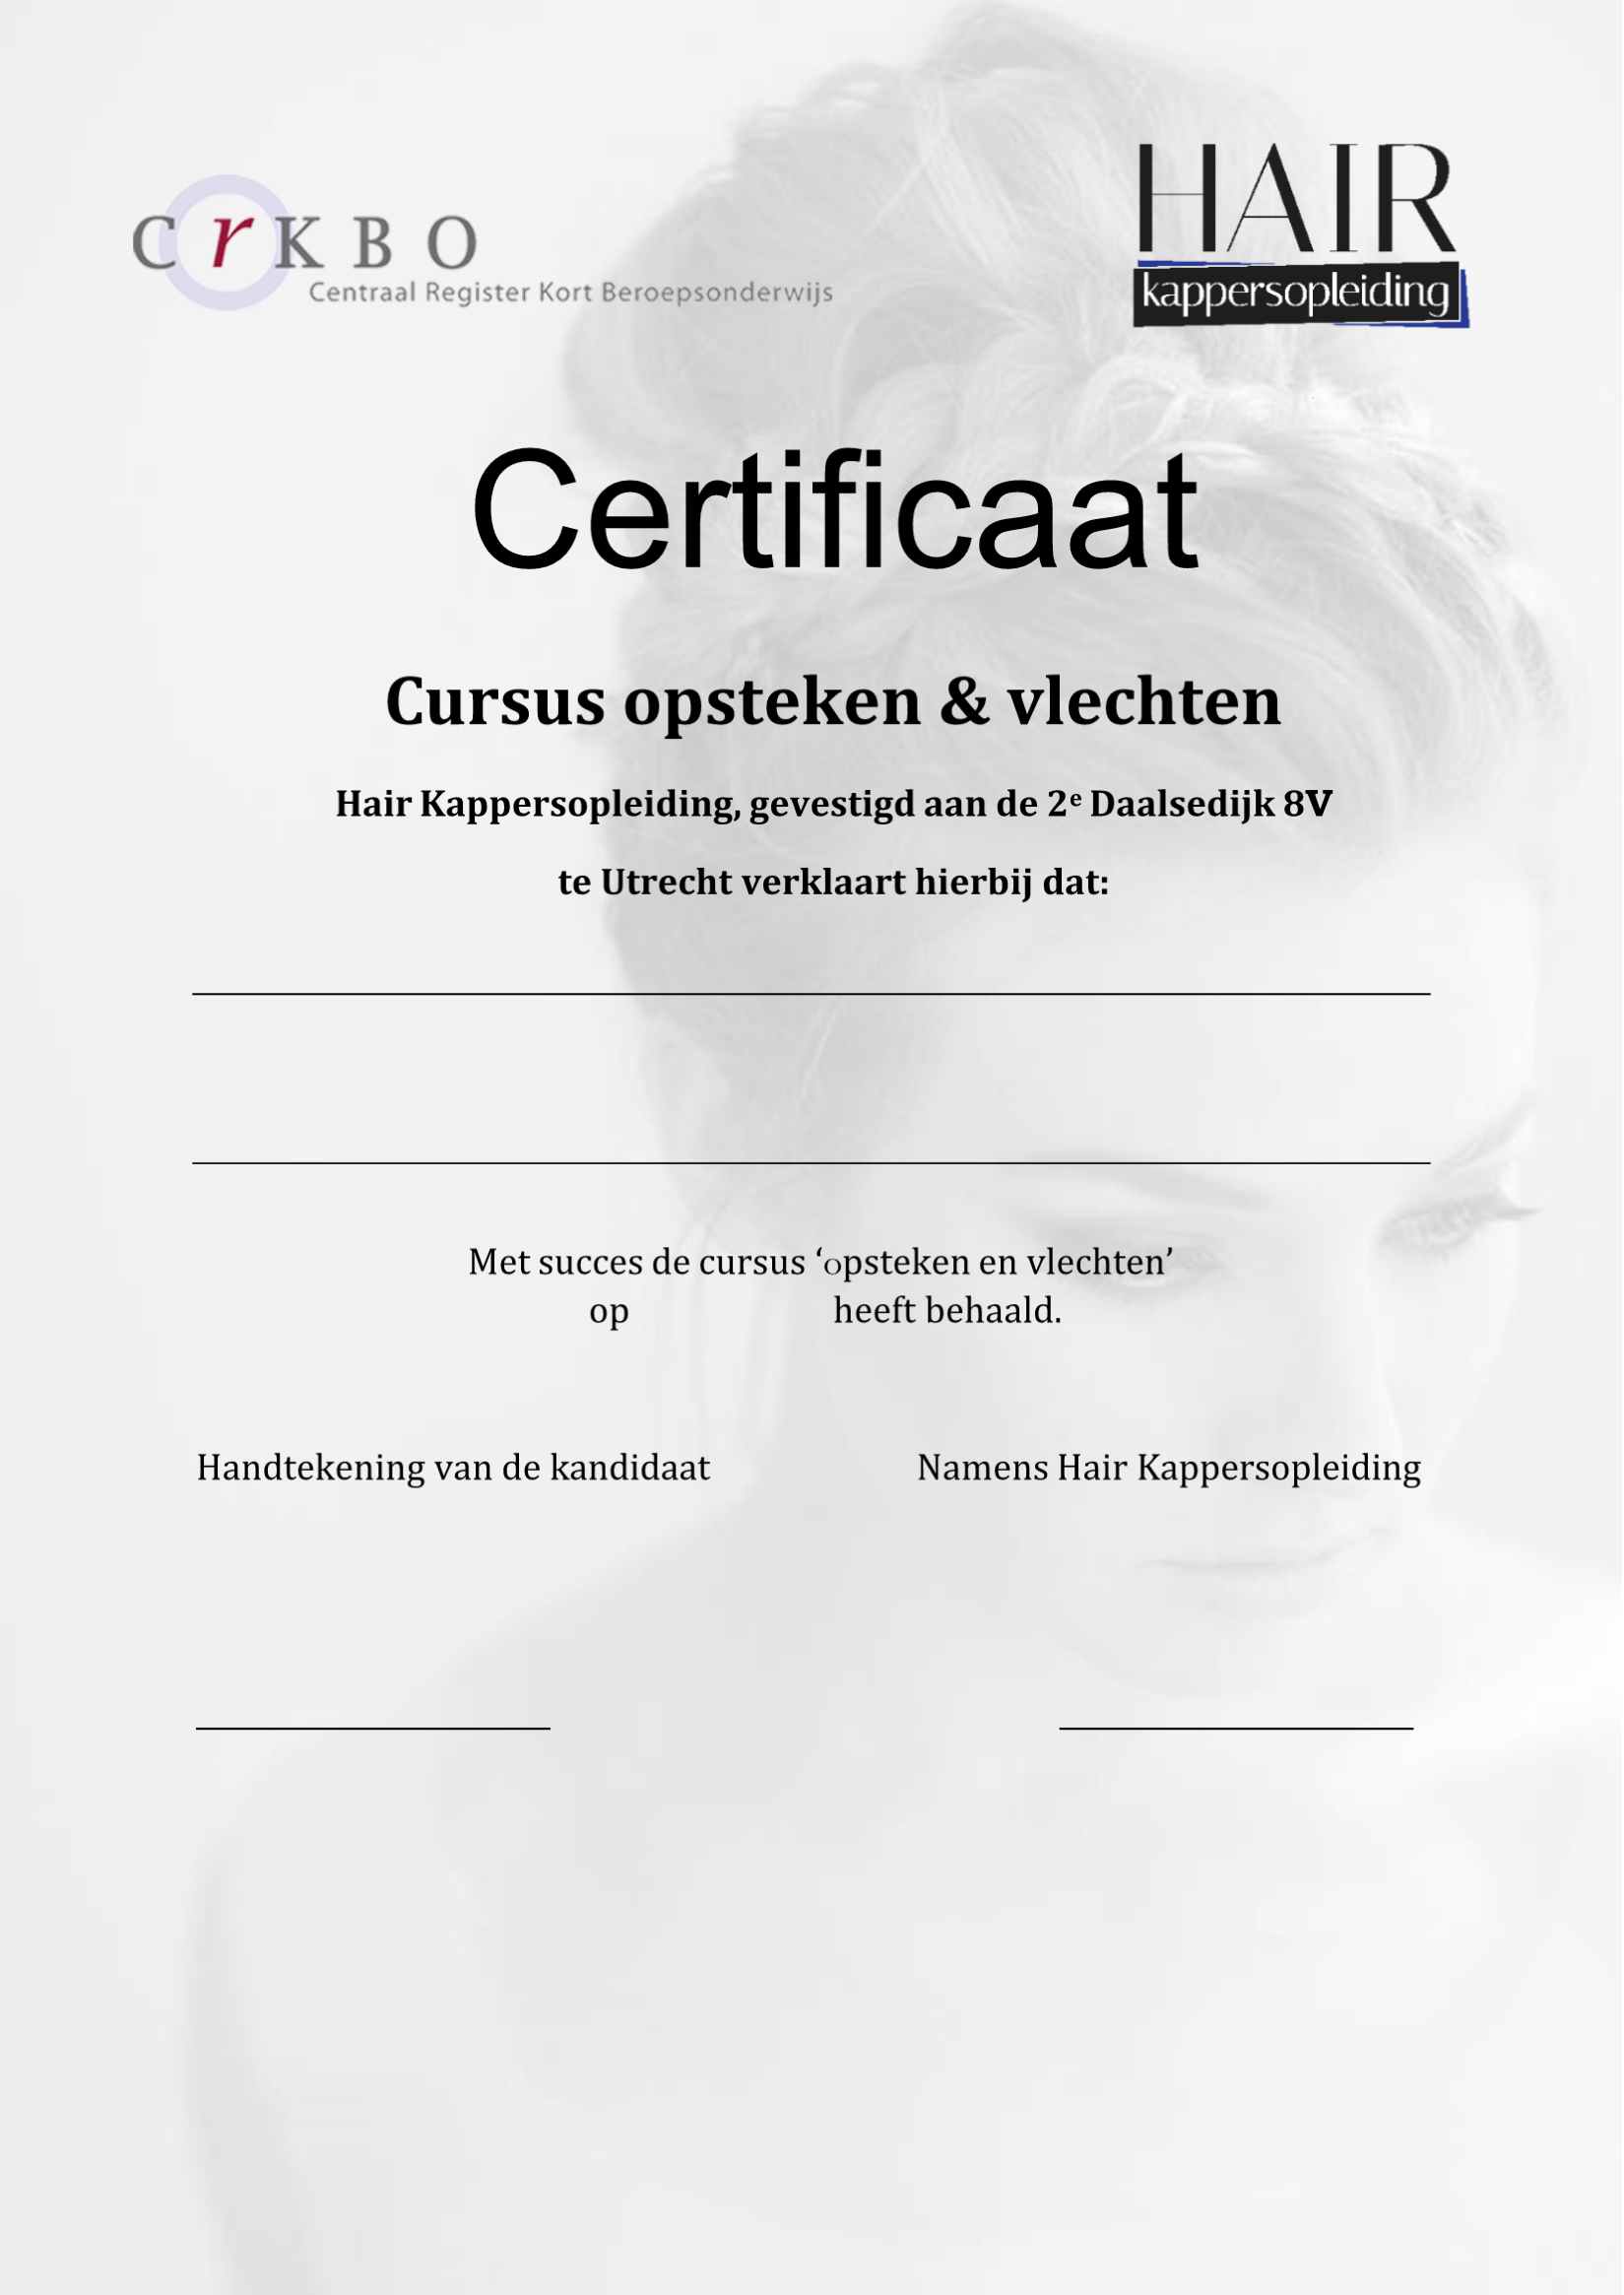 CrKBO
Centraal Register Kort Beroepsonderwijs
HAIR
kappersopleiding
Certificaat
Cursus opsteken & vlechten
Hair Kappersopleiding, gevestigd aan de 2e Daalsedijk 8V
te Utrecht verklaart hierbij dat:
Met succes de cursus ‘opsteken en vlechten’
op heeft behaald.
Handtekening van de kandidaat Namens Hair Kappersopleiding